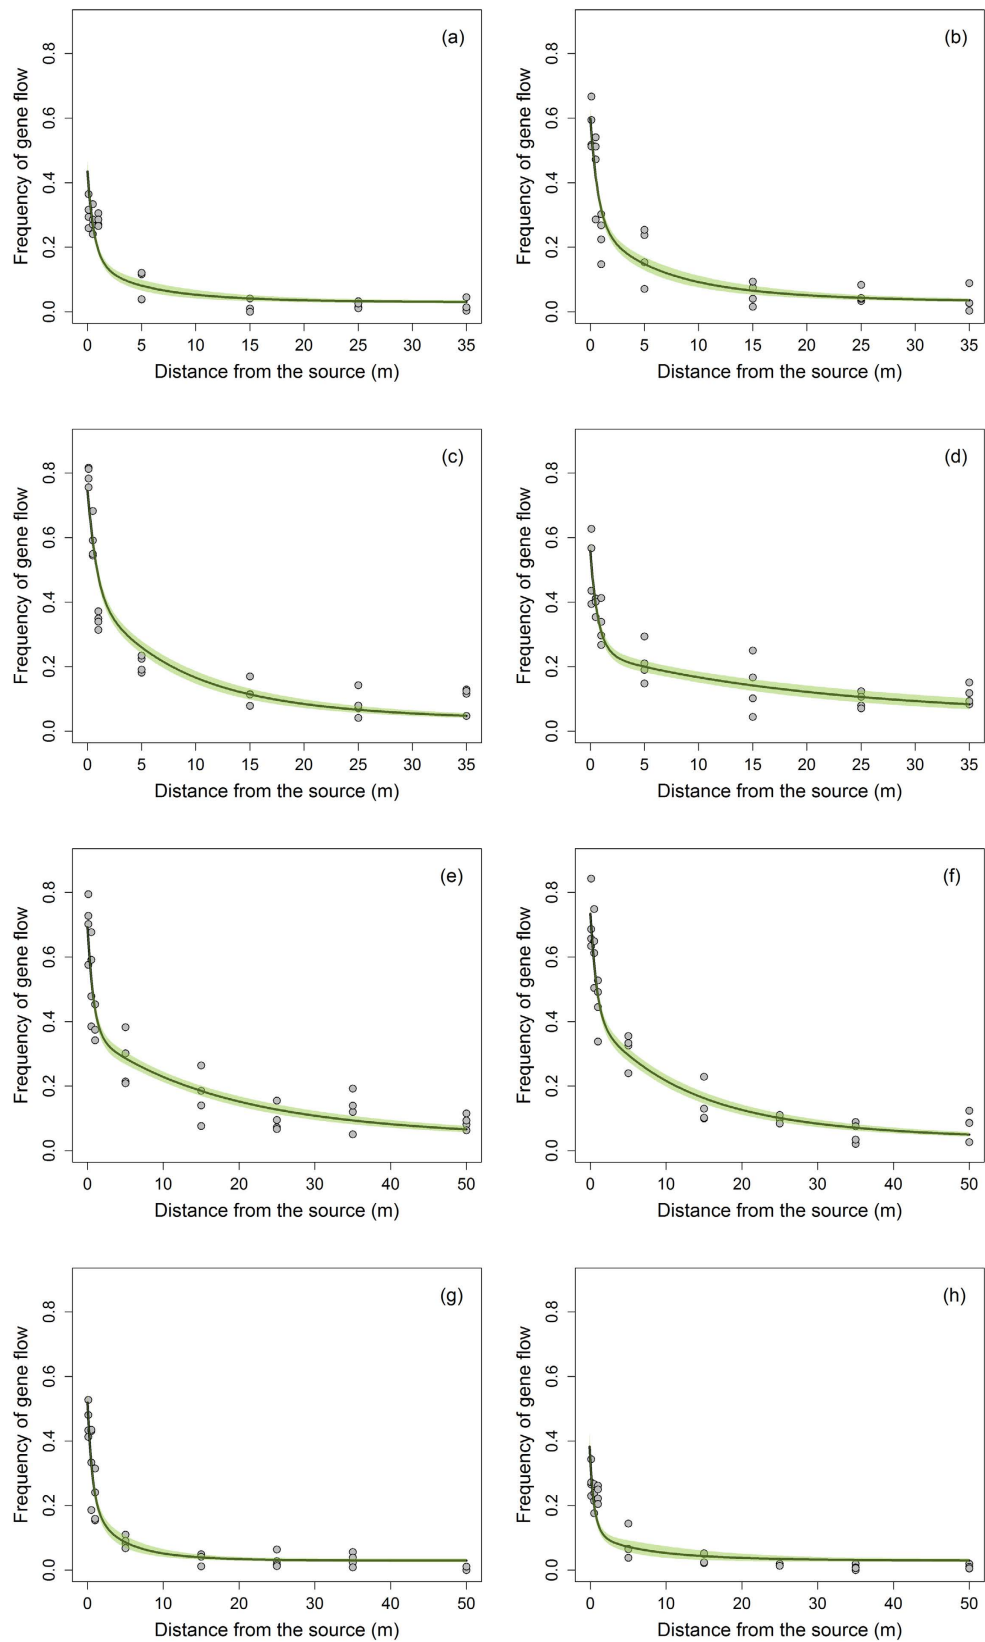 (a)
Frequency of gene flow
0.0 0.2 0.4 0.6 0.8
0 5 10 15 20 25 30 35
Distance from the source (m)
(b)
Frequency of gene flow
0.0 0.2 0.4 0.6 0.8
0 5 10 15 20 25 30 35
Distance from the source (m)
(c)
Frequency of gene flow
0.0 0.2 0.4 0.6 0.8
0 5 10 15 20 25 30 35
Distance from the source (m)
(d)
Frequency of gene flow
0.0 0.2 0.4 0.6 0.8
0 5 10 15 20 25 30 35
Distance from the source (m)
(e)
Frequency of gene flow
0.0 0.2 0.4 0.6 0.8
0 10 20 30 40 50
Distance from the source (m)
(f)
Frequency of gene flow
0.0 0.2 0.4 0.6 0.8
0 10 20 30 40 50
Distance from the source (m)
(g)
Frequency of gene flow
0.0 0.2 0.4 0.6 0.8
0 10 20 30 40 50
Distance from the source (m)
(h)
Frequency of gene flow
0.0 0.2 0.4 0.6 0.8
0 10 20 30 40 50
Distance from the source (m)